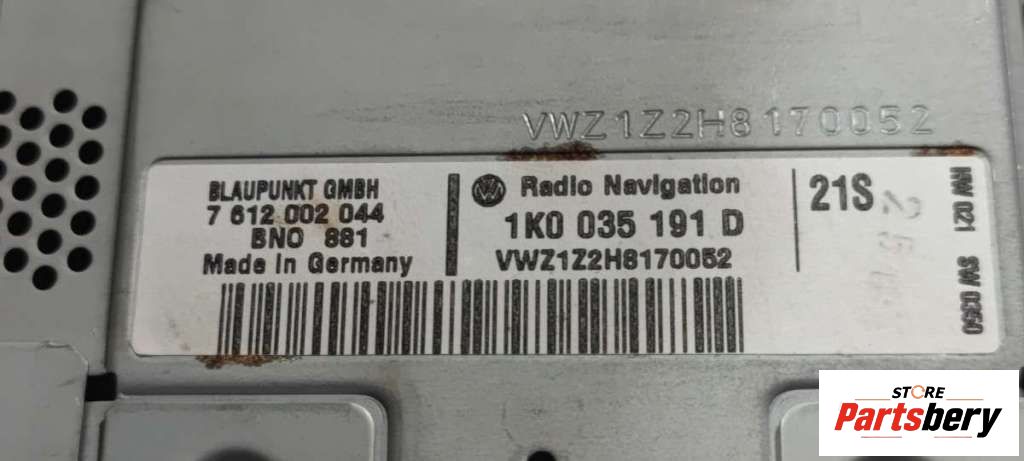 VWZ1Z2H8170052
BLAUPUNKT GMBH
7 612 002 044
BNO 881
Made in Germany
Radio Navigation
1K0 035 191 D
VWZ1Z2H8170052
21S
HW 021 SW 0350
STORE
Partsbery